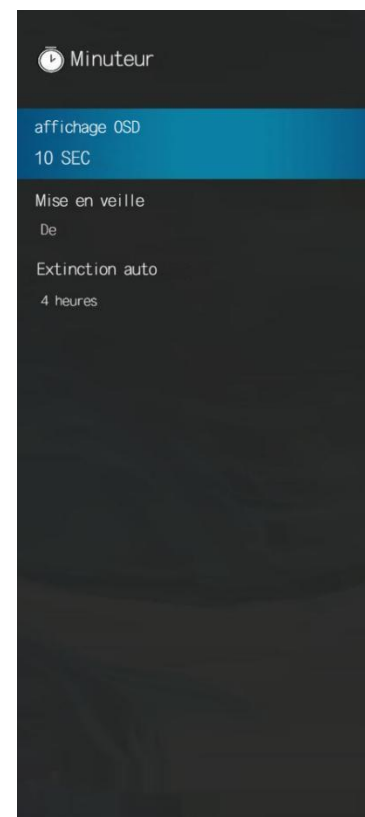 Minuteur
affichage OSD
10 SEC
Mise en veille
De
Extinction auto
4 heures